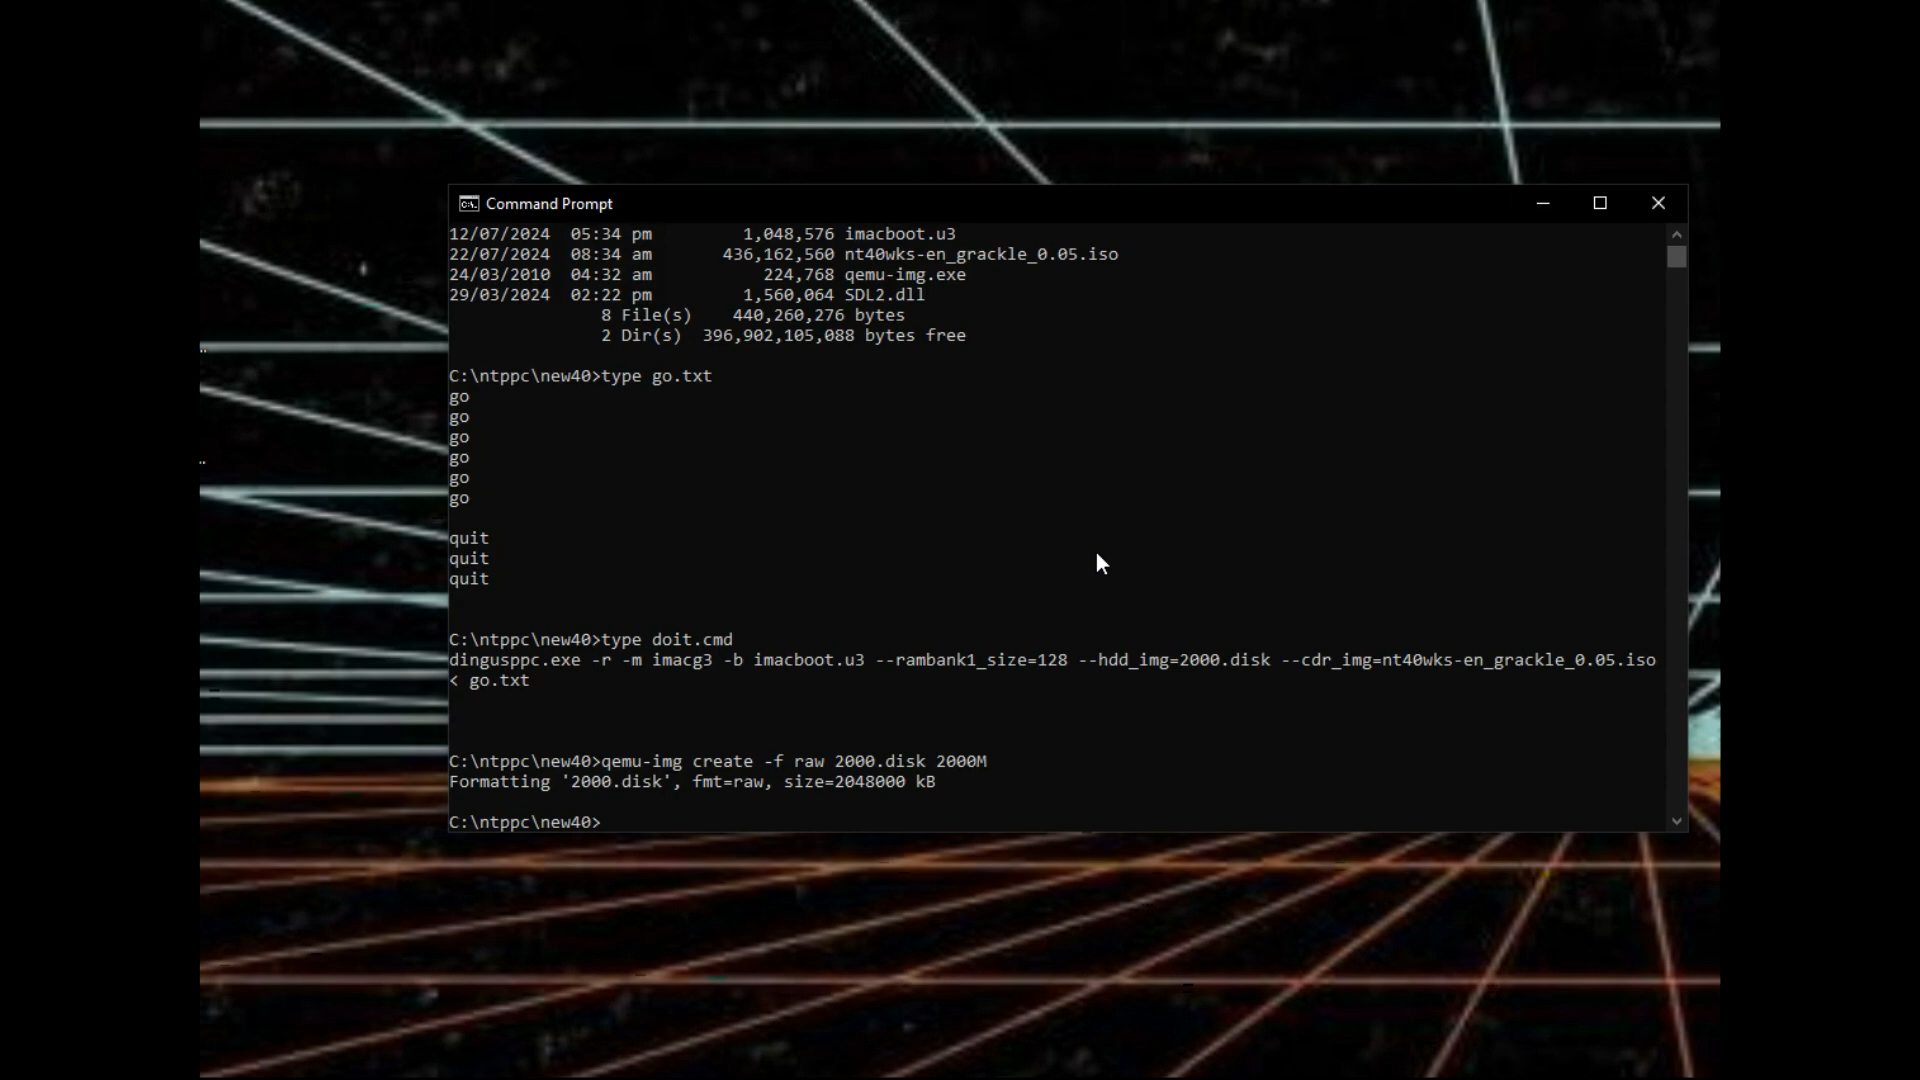 Command Prompt
12/07/2024  05:34 pm         1,048,576 imacboot.u3
22/07/2024  08:34 am       436,162,560 nt40wks-en_grackle_0.05.iso
24/03/2010  04:32 am           224,768 qemu-img.exe
29/03/2024  02:22 pm         1,560,064 SDL2.dll
               8 File(s)    440,260,276 bytes
               2 Dir(s)  396,902,105,088 bytes free
C:\ntppc\new40>type go.txt
go
go
go
go
go
go
quit
quit
quit
C:\ntppc\new40>type doit.cmd
dingusppc.exe -r -m imacg3 -b imacboot.u3 --rambank1_size=128 --hdd_img=2000.disk --cdr_img=nt40wks-en_grackle_0.05.iso
< go.txt
C:\ntppc\new40>qemu-img create -f raw 2000.disk 2000M
Formatting '2000.disk', fmt=raw, size=2048000 kB
C:\ntppc\new40>